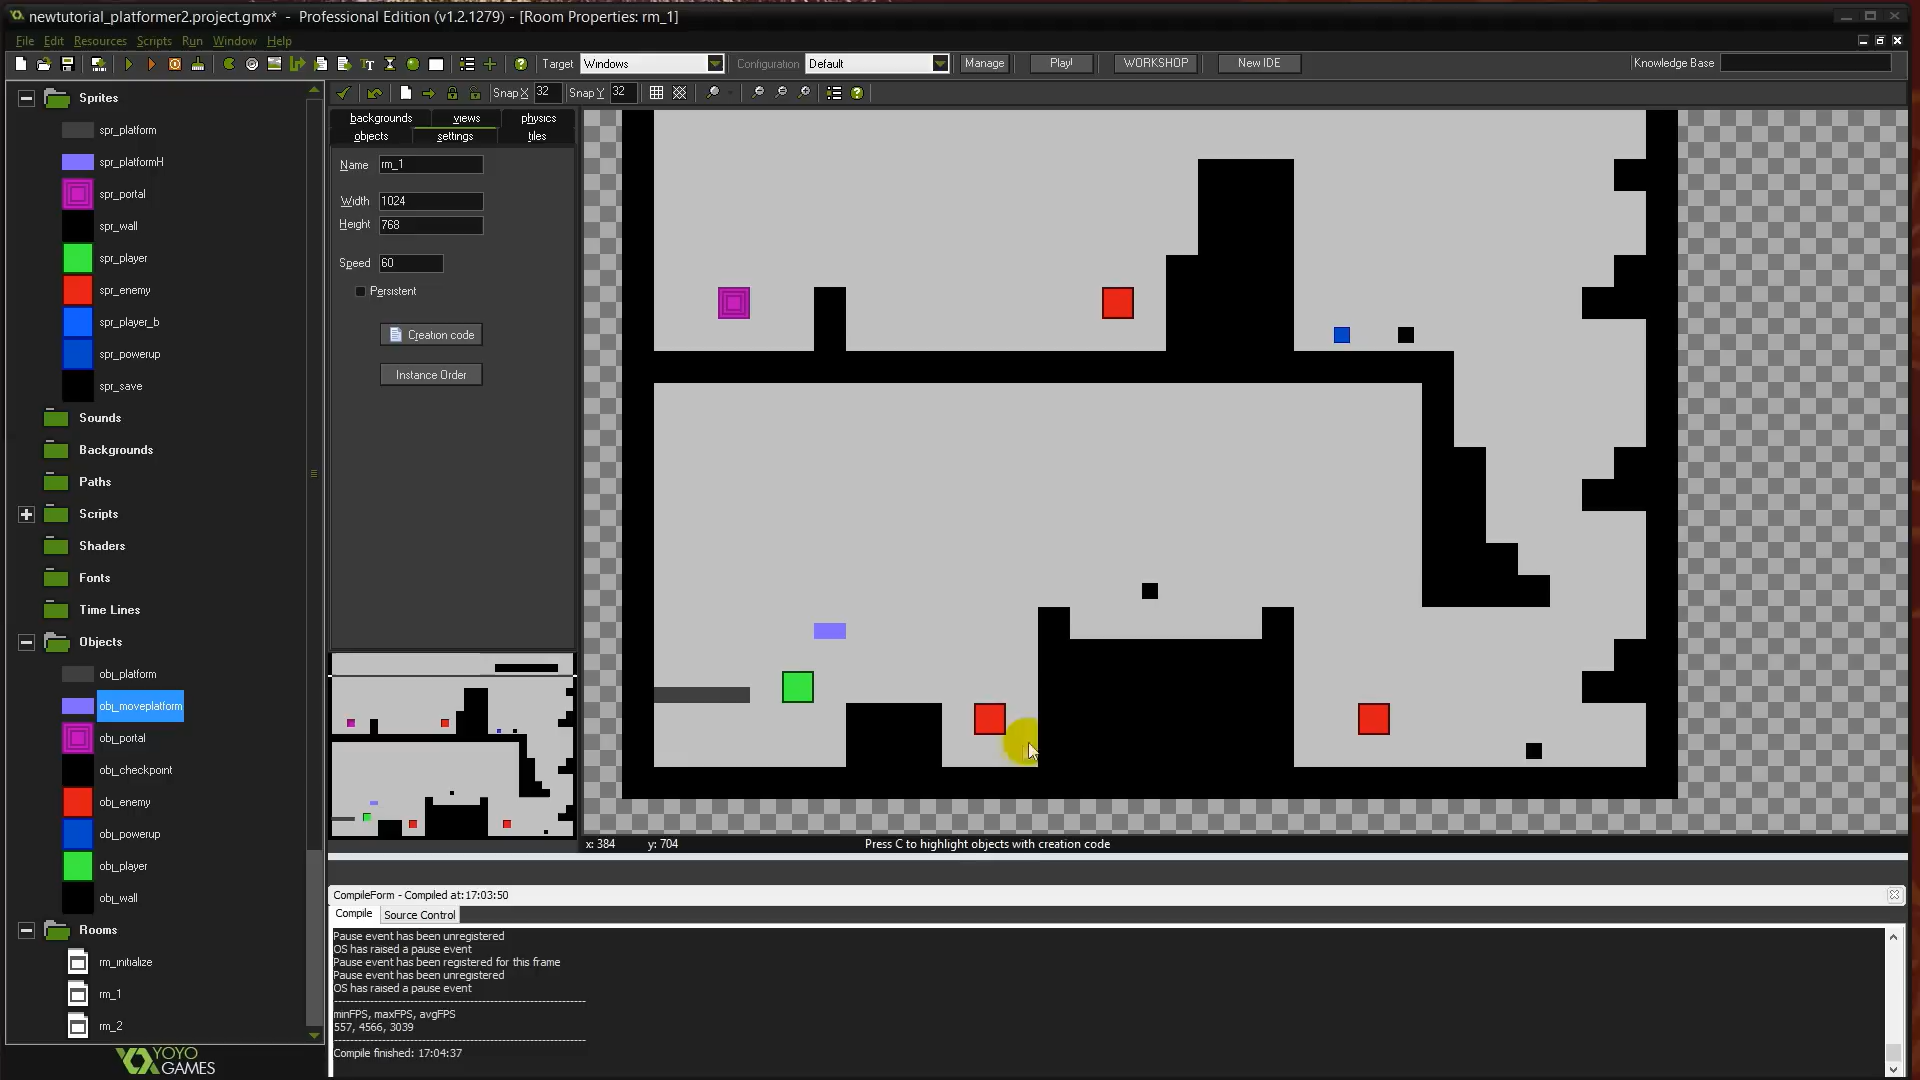 newtutorial_platformer2.project.gmx* - Professional Edition (v1.2.1279) - [Room Properties: rm_1]
File Edit Resources Scripts Run Window Help
Target Windows Configuration Default Manage Play! WORKSHOP New IDE Knowledge Base
SnapX 32 Snap Y 32
Sprites
spr_platform
spr_platformH
spr_portal
spr_wall
spr_player
spr_enemy
spr_player_b
spr_powerup
spr_save
Sounds
Backgrounds
Paths
Scripts
Shaders
Fonts
Time Lines
Objects
obj_platform
obj_moveplatform
obj_portal
obj_checkpoint
obj_enemy
obj_powerup
obj_player
obj_wall
Rooms
rm_initialize
rm_1
rm_2
YOYO
GAMES
backgrounds views physics
objects settings tiles
Name rm_1
Width 1024
Height 768
Speed 60
Persistent
Creation code
Instance Order
x: 384 y: 704 Press C to highlight objects with creation code
CompileForm - Compiled at:17:03:50
Compile Source Control
Pause event has been unregistered
OS has raised a pause event
Pause event has been registered for this frame
Pause event has been unregistered
OS has raised a pause event
minFPS, maxFPS, avgFPS
557, 4566, 3039
Compile finished: 17:04:37